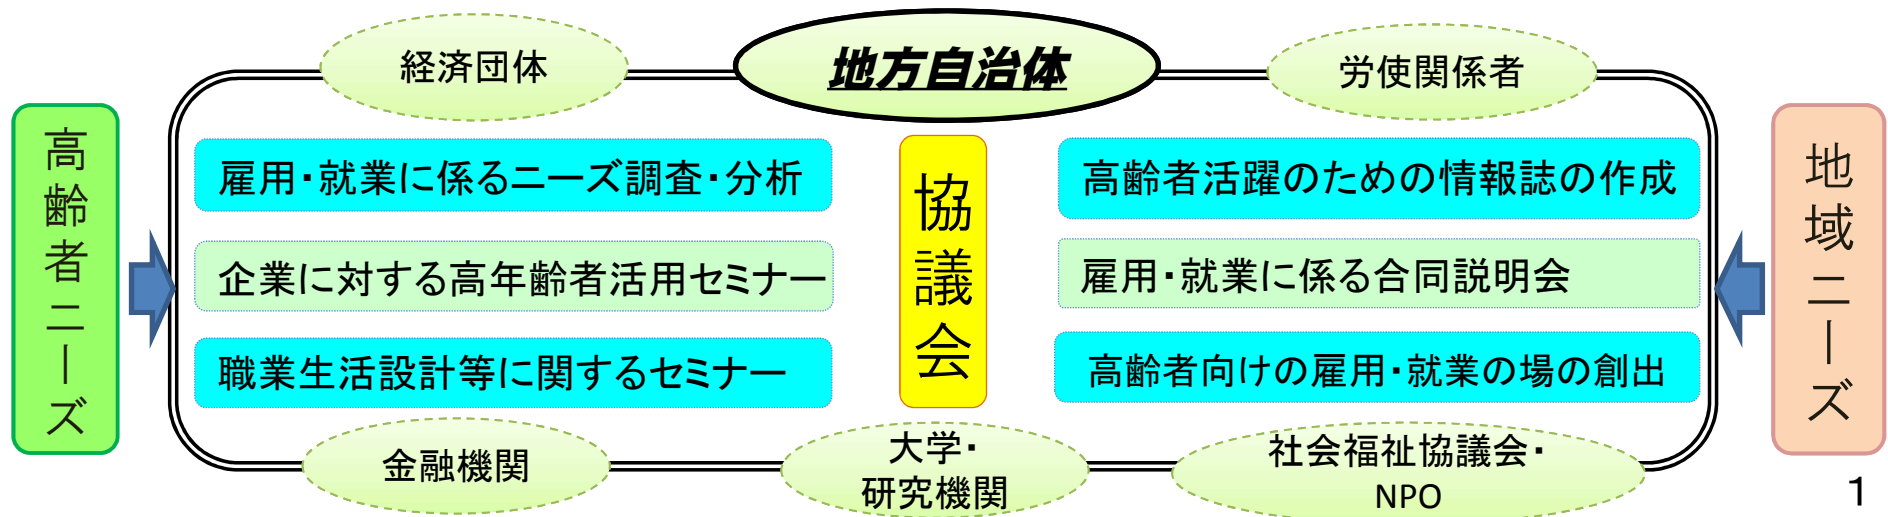 経済団体
地方自治体
労使関係者
高齢者ニーズ
雇用・就業に係るニーズ調査・分析
企業に対する高年齢者活用セミナー
職業生活設計等に関するセミナー
協議会
高齢者活躍のための情報誌の作成
雇用・就業に係る合同説明会
高齢者向けの雇用・就業の場の創出
地域ニーズ
金融機関
大学・
研究機関
社会福祉協議会・
NPO
1